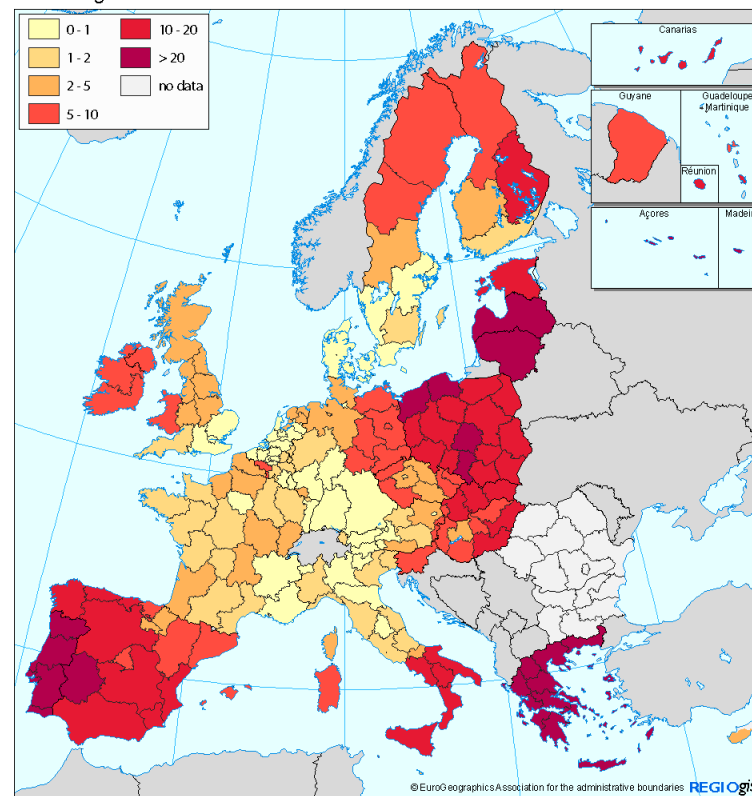 0 - 1
1 - 2
2 - 5
5 - 10
10 - 20
> 20
no data
Canarias
Guyane
Guadeloupe
Martinique
Réunion
Açores
© EuroGeographics Association for the administrative boundaries REGIOgis